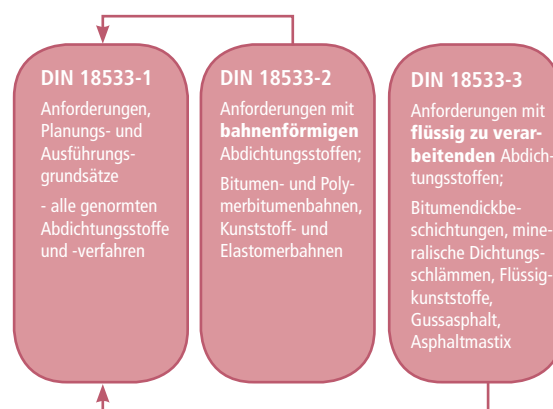 DIN 18533-1
Anforderungen,
Planungs- und
Ausführungs-
grundsätze
- alle genormten
Abdichtungsstoffe
und -verfahren
DIN 18533-2
Anforderungen mit
bahnenförmigen
Abdichtungsstoffen;
Bitumen- und Poly-
merbitumenbahnen,
Kunststoff- und
Elastomerbahnen
DIN 18533-3
Anforderungen mit
flüssig zu verar-
beitenden Abdich-
tungsstoffen;
Bitumendickbe-
schichtungen, mine-
ralische Dichtungs-
schlämmen, Flüssig-
kunststoffe,
Gussasphalt,
Asphaltmastix